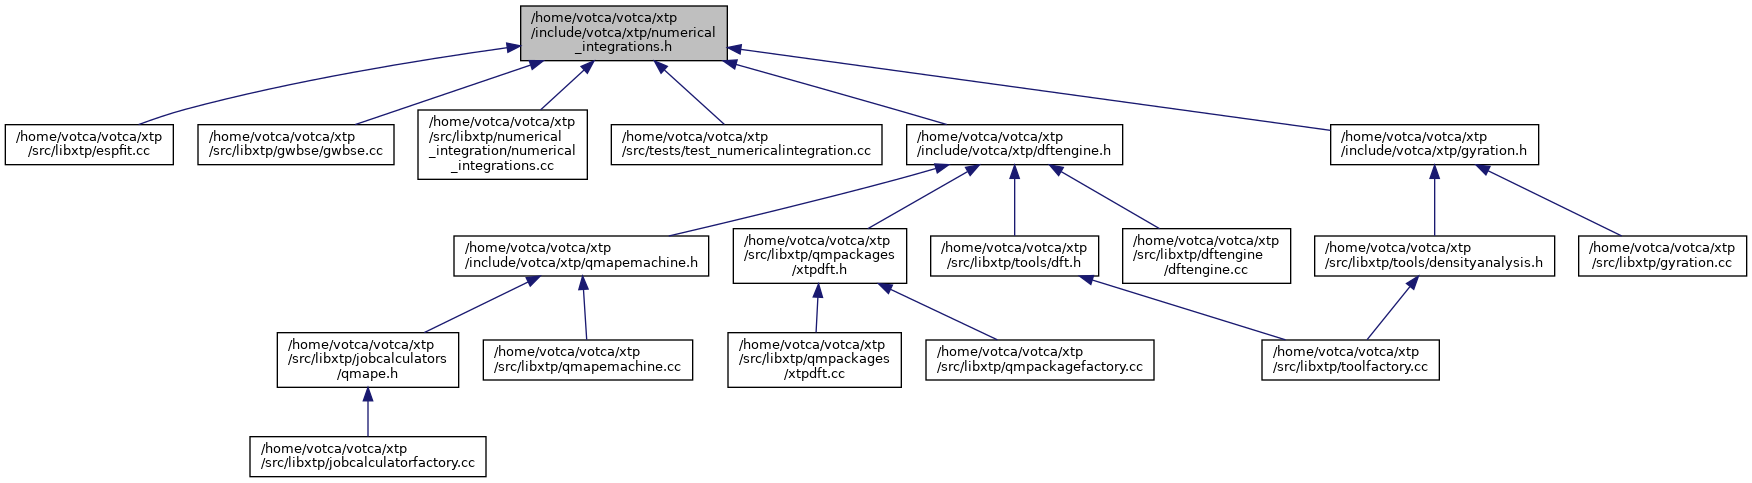 /home/votca/votca/xtp
/include/votca/xtp/numerical
_integrations.h
/home/votca/votca/xtp
/src/libxtp/espfit.cc
/home/votca/votca/xtp
/src/libxtp/gwbse/gwbse.cc
/home/votca/votca/xtp
/src/libxtp/numerical
_integration/numerical
_integrations.cc
/home/votca/votca/xtp
/src/tests/test_numericalintegration.cc
/home/votca/votca/xtp
/include/votca/xtp/dftengine.h
/home/votca/votca/xtp
/include/votca/xtp/gyration.h
/home/votca/votca/xtp
/include/votca/xtp/qmapemachine.h
/home/votca/votca/xtp
/src/libxtp/qmpackages
/xtpdft.h
/home/votca/votca/xtp
/src/libxtp/tools/dft.h
/home/votca/votca/xtp
/src/libxtp/dftengine
/dftengine.cc
/home/votca/votca/xtp
/src/libxtp/tools/densityanalysis.h
/home/votca/votca/xtp
/src/libxtp/gyration.cc
/home/votca/votca/xtp
/src/libxtp/jobcalculators
/qmape.h
/home/votca/votca/xtp
/src/libxtp/qmapemachine.cc
/home/votca/votca/xtp
/src/libxtp/qmpackages
/xtpdft.cc
/home/votca/votca/xtp
/src/libxtp/qmpackagefactory.cc
/home/votca/votca/xtp
/src/libxtp/toolfactory.cc
/home/votca/votca/xtp
/src/libxtp/jobcalculatorfactory.cc